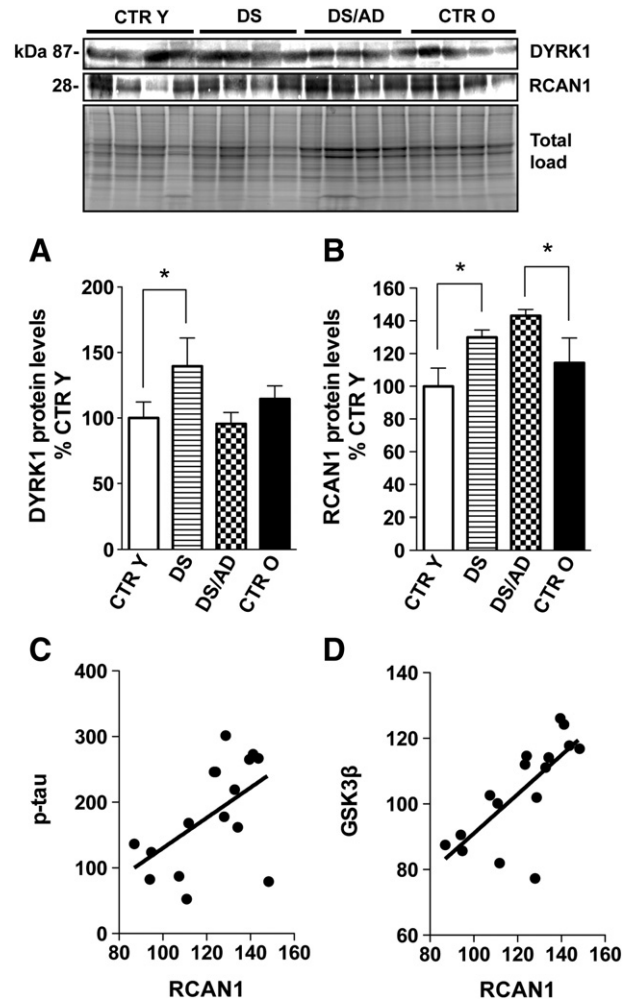 CTR Y DS DS/AD CTR O
kDa 87- DYRK1
28- RCAN1
Total
load
A
*
DYRK1 protein levels
% CTR Y
200
150
100
50
0
CTR Y DS DS/AD CTR O
B
*
*
RCAN1 protein levels
% CTR Y
160
140
120
100
80
60
40
20
0
CTR Y DS DS/AD CTR O
C
p-tau
400
300
200
100
0
80 100 120 140 160
RCAN1
D
GSK3β
140
120
100
80
60
80 100 120 140 160
RCAN1